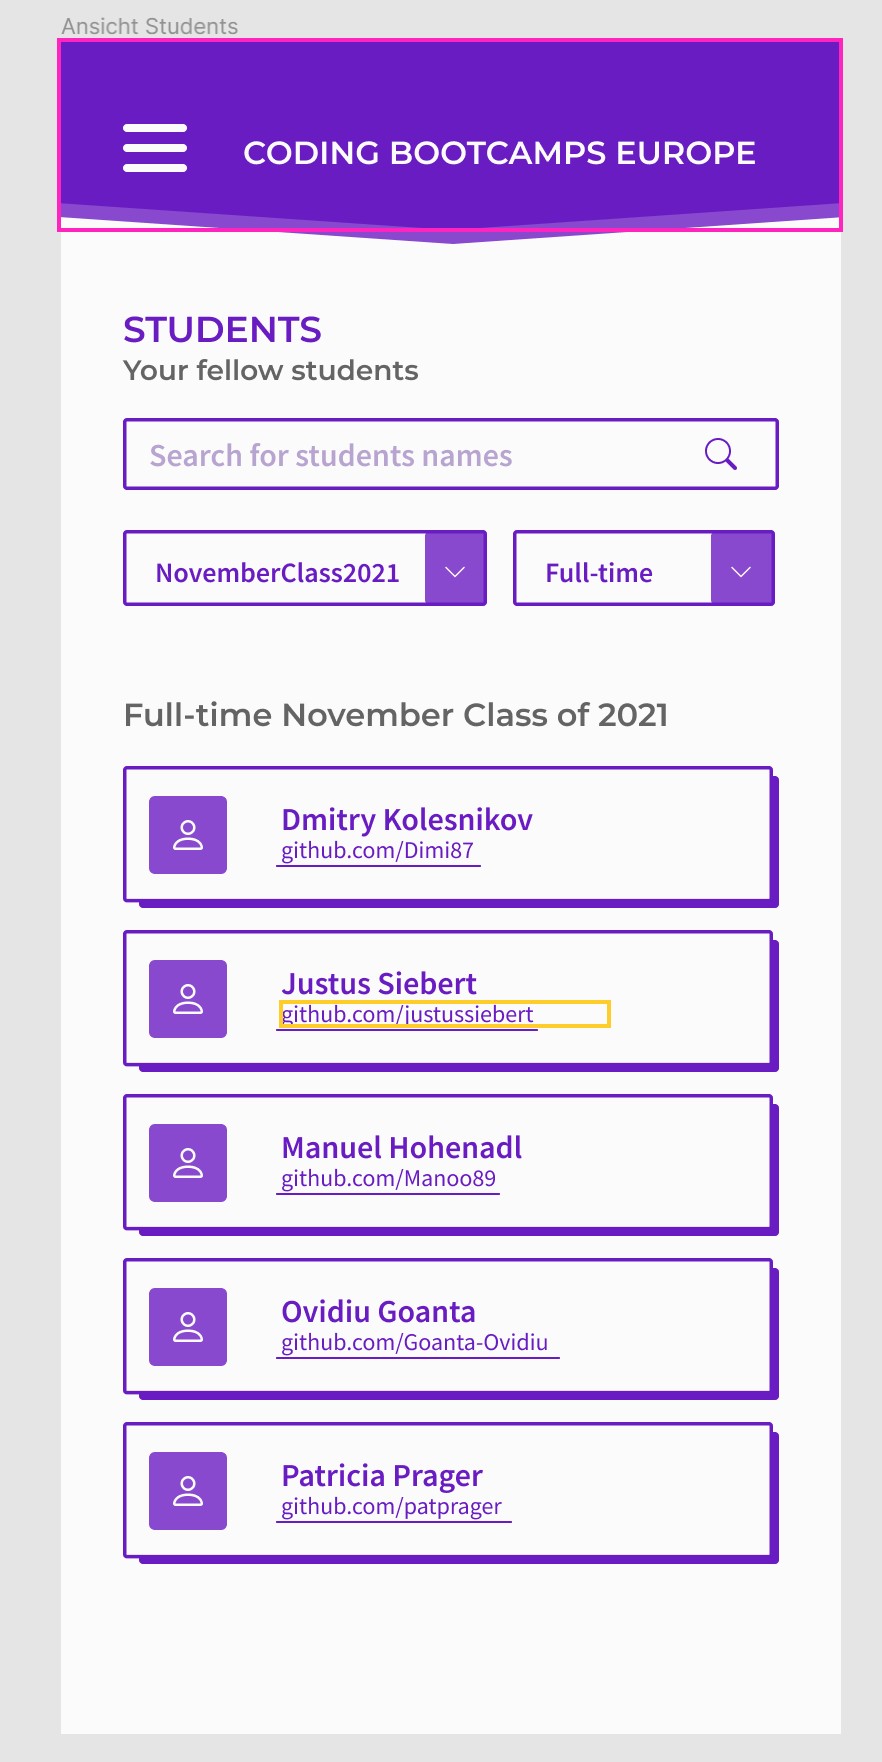 Ansicht Students
CODING BOOTCAMPS EUROPE
STUDENTS
Your fellow students
Search for students names
NovemberClass2021
Full-time
Full-time November Class of 2021
Dmitry Kolesnikov
github.com/Dimi87
Justus Siebert
github.com/justussiebert
Manuel Hohenadl
github.com/Manoo89
Ovidiu Goanta
github.com/Goanta-Ovidiu
Patricia Prager
github.com/patprager